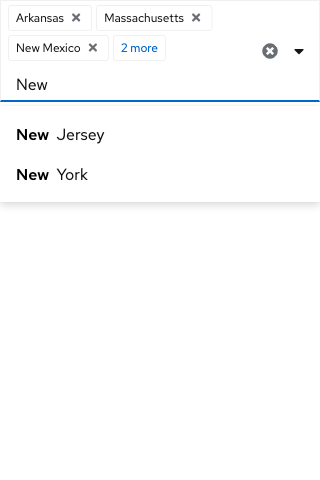 Arkansas Massachusetts
New Mexico 2 more
New
New Jersey
New York